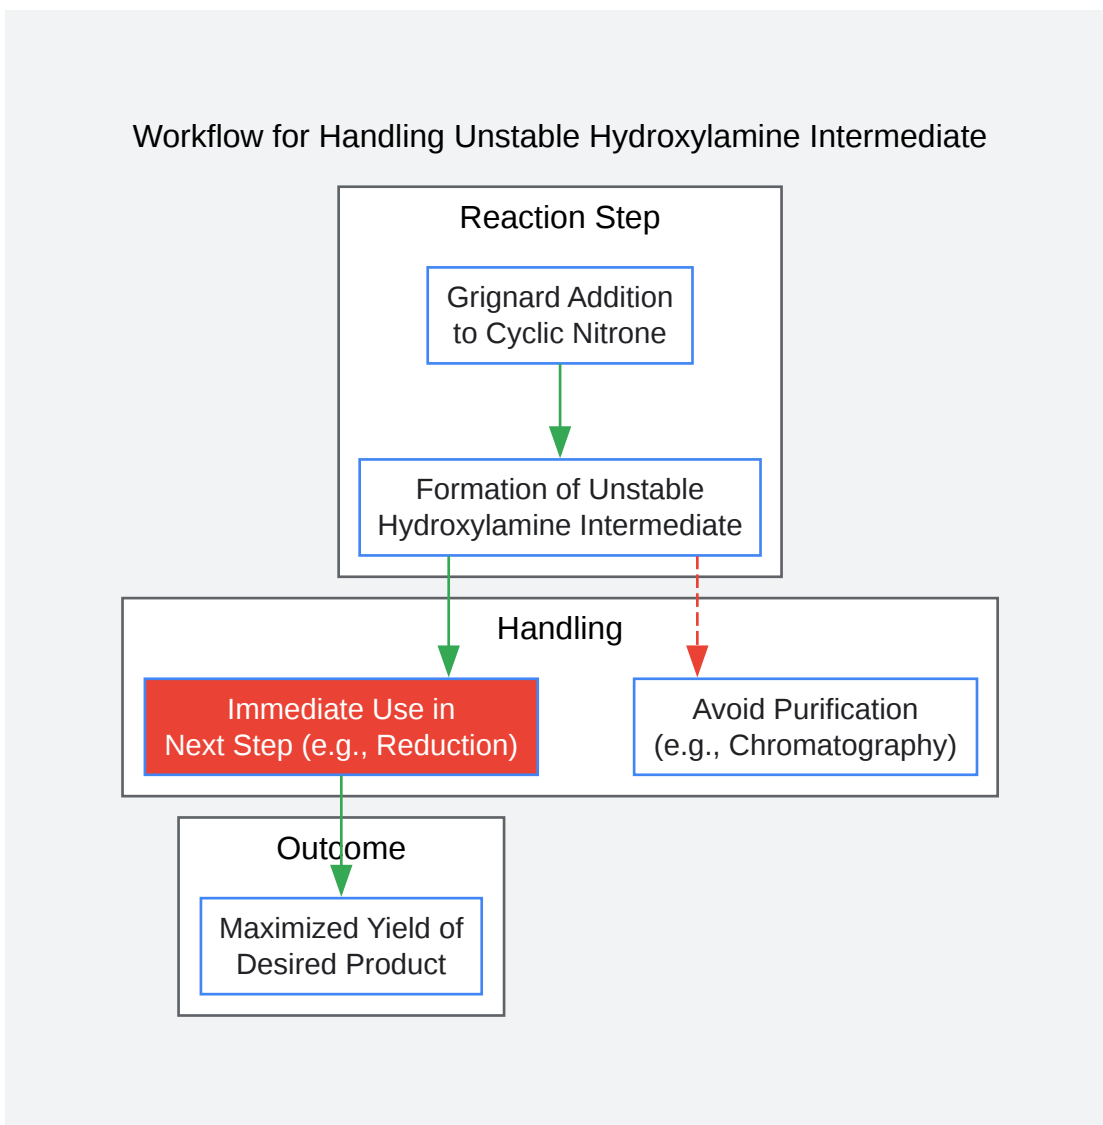 Workflow for Handling Unstable Hydroxylamine Intermediate
Reaction Step
Grignard Addition
to Cyclic Nitrone
Formation of Unstable
Hydroxylamine Intermediate
Handling
Immediate Use in
Next Step (e.g., Reduction)
Avoid Purification
(e.g., Chromatography)
Outcome
Maximized Yield of
Desired Product